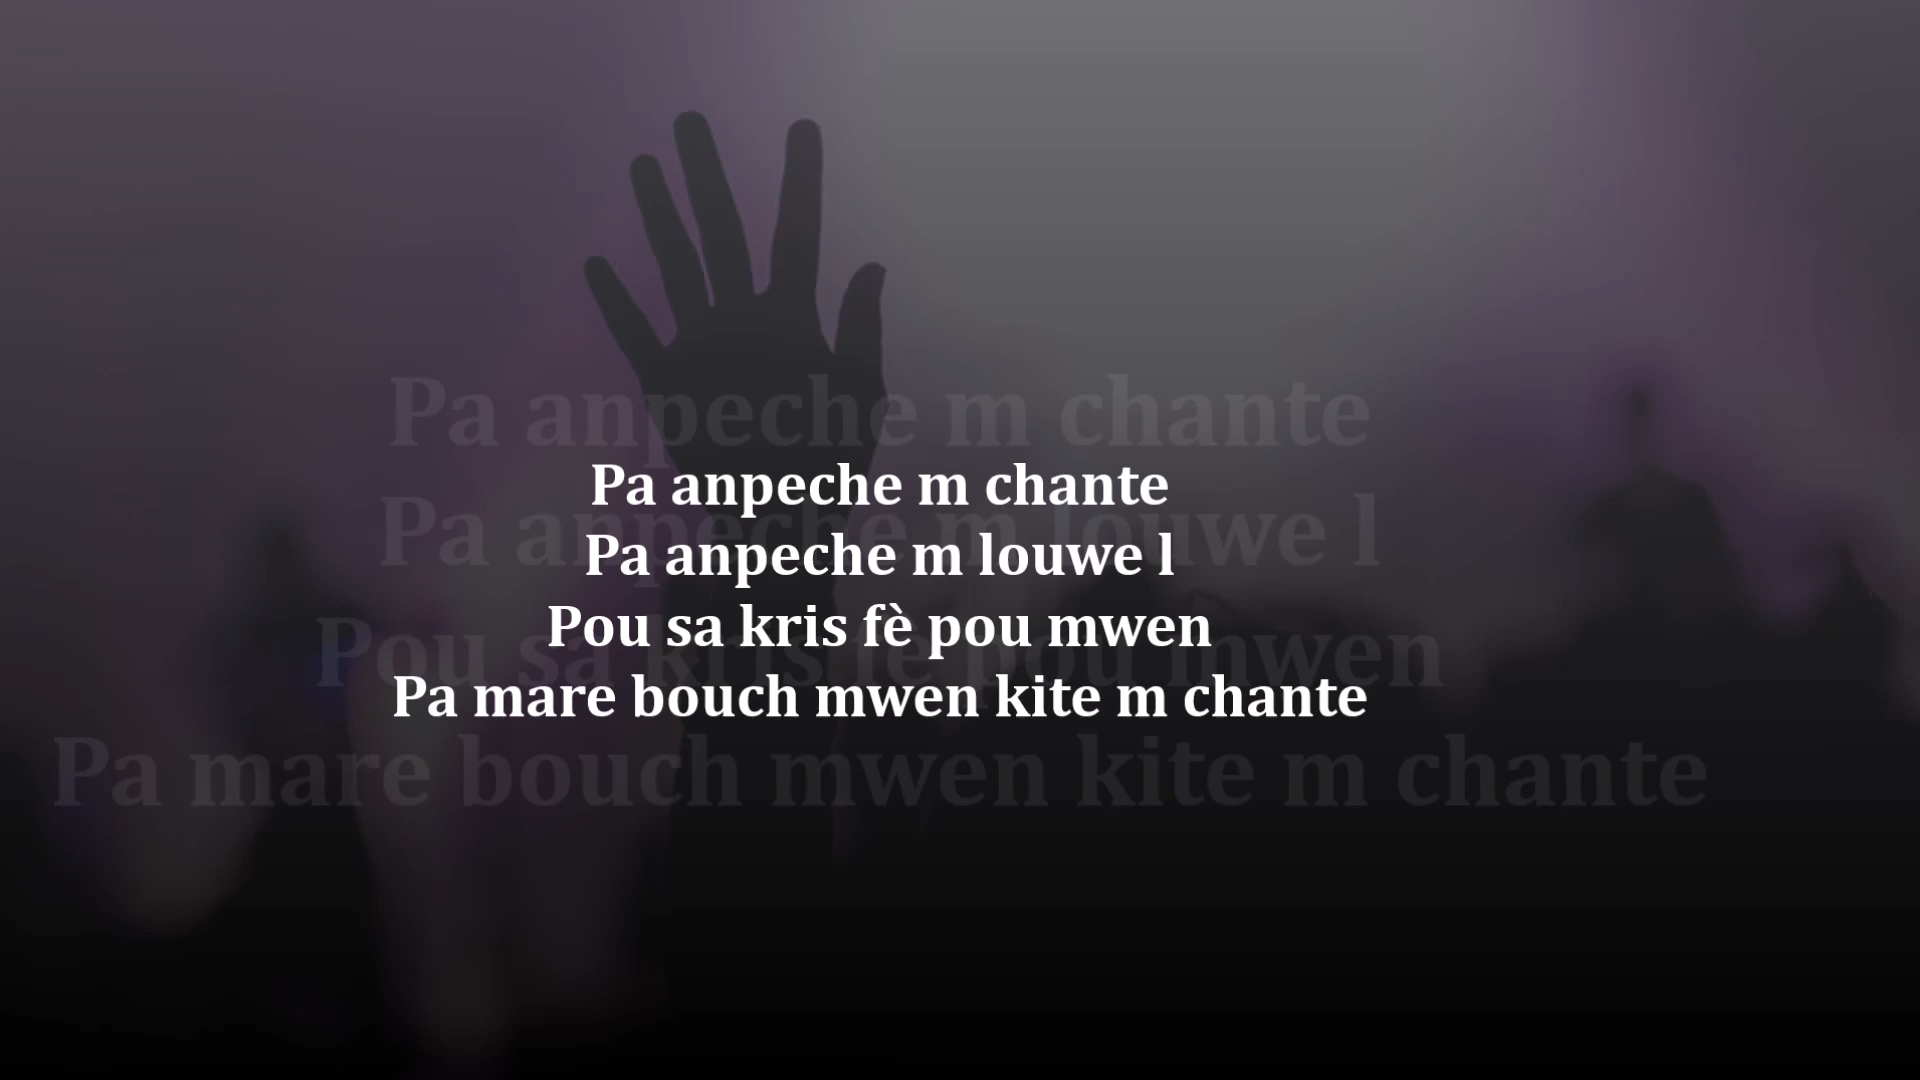 Pa anpeche m chante
Pa anpeche m louwe l
Pou sa kris fè pou mwen
Pa mare bouch mwen kite m chante